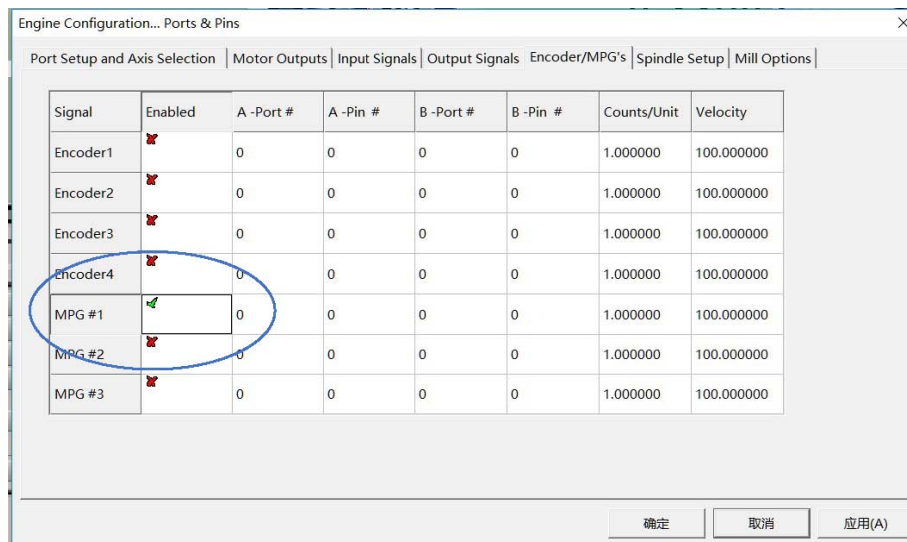 Engine Configuration... Ports & Pins
Port Setup and Axis Selection Motor Outputs Input Signals Output Signals Encoder/MPG's Spindle Setup Mill Options
Signal Enabled A -Port # A -Pin # B -Port # B -Pin # Counts/Unit Velocity
Encoder1 0 0 0 0 1.000000 100.000000
Encoder2 0 0 0 0 1.000000 100.000000
Encoder3 0 0 0 0 1.000000 100.000000
Encoder4 0 0 0 0 1.000000 100.000000
MPG #1 0 0 0 0 1.000000 100.000000
MPG #2 0 0 0 0 1.000000 100.000000
MPG #3 0 0 0 0 1.000000 100.000000
确定 取消 应用(A)